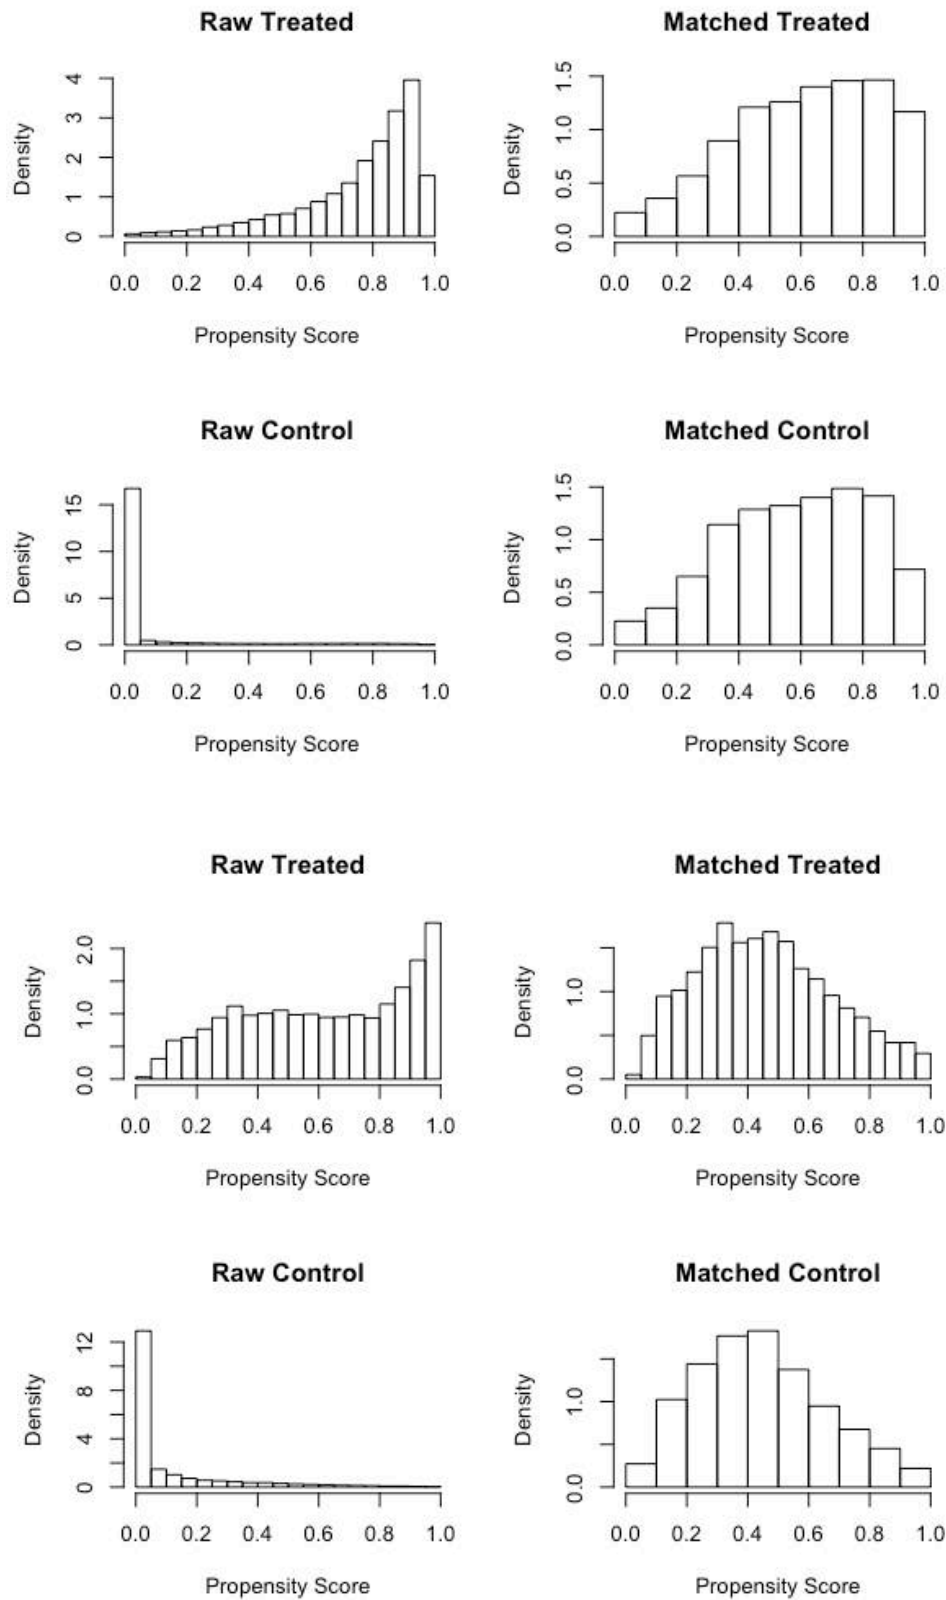 Raw Treated
Density
0 1 2 3 4
0.0 0.2 0.4 0.6 0.8 1.0
Propensity Score
Matched Treated
Density
0.0 0.5 1.0 1.5
0.0 0.2 0.4 0.6 0.8 1.0
Propensity Score
Raw Control
Density
0 5 10 15
0.0 0.2 0.4 0.6 0.8 1.0
Propensity Score
Matched Control
Density
0.0 0.5 1.0 1.5
0.0 0.2 0.4 0.6 0.8 1.0
Propensity Score
Raw Treated
Density
0.0 1.0 2.0
0.0 0.2 0.4 0.6 0.8 1.0
Propensity Score
Matched Treated
Density
0.0 1.0
0.0 0.2 0.4 0.6 0.8 1.0
Propensity Score
Raw Control
Density
0 4 8 12
0.0 0.2 0.4 0.6 0.8 1.0
Propensity Score
Matched Control
Density
0.0 1.0
0.0 0.2 0.4 0.6 0.8 1.0
Propensity Score